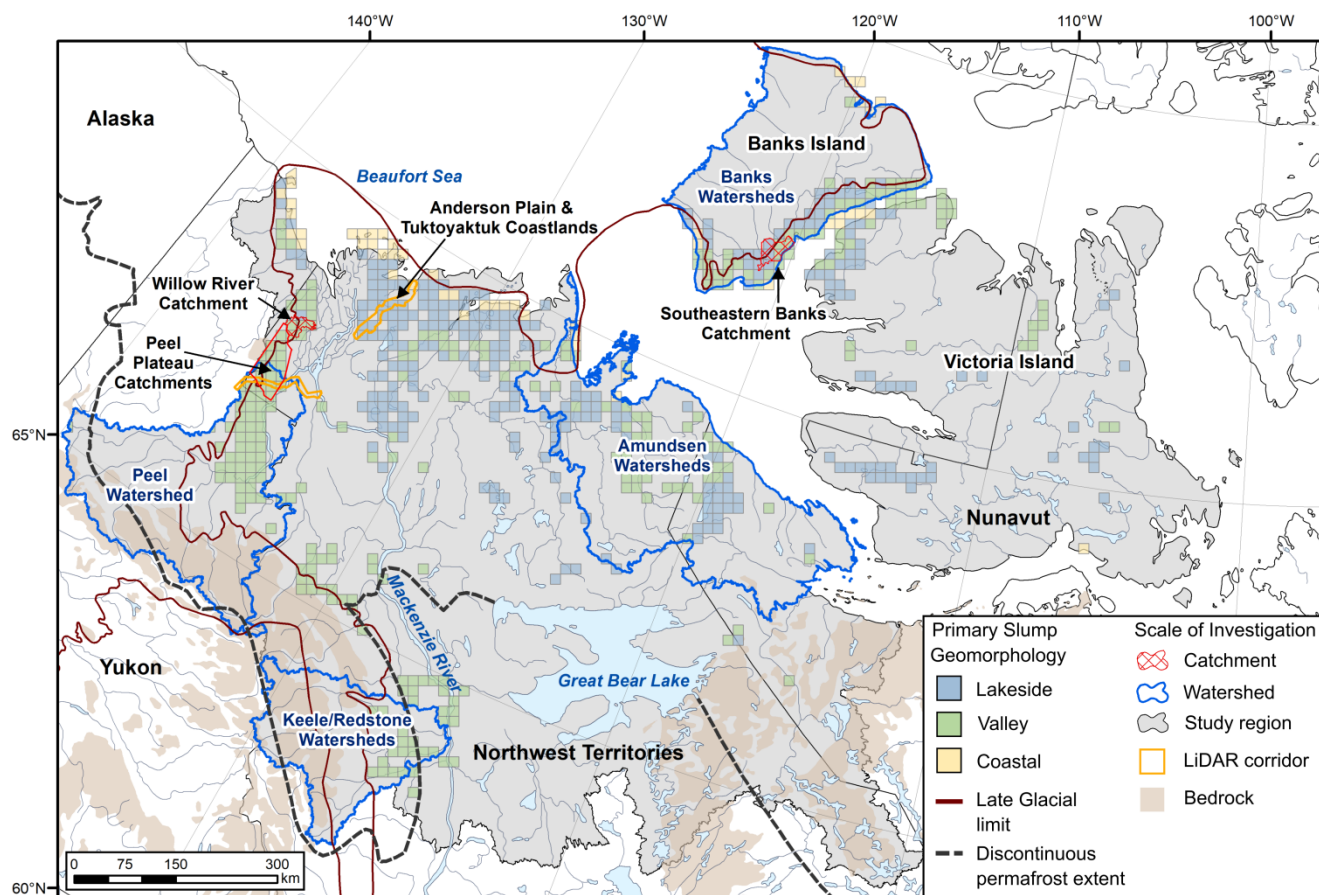 140°W
130°W
120°W
110°W
100°W
Alaska
Beaufort Sea
Banks Island
Banks
Watersheds
Anderson Plain &
Tuktoyaktuk Coastlands
Willow River
Catchment
Peel
Plateau
Catchments
Southeastern Banks
Catchment
Victoria Island
65°N
Peel
Watershed
Amundsen
Watersheds
Nunavut
Mackenzie River
Yukon
Great Bear Lake
Keele/Redstone
Watersheds
Northwest Territories
60°N
0 75 150 300
km
Primary Slump
Geomorphology
Lakeside
Valley
Coastal
Late Glacial
limit
Discontinuous
permafrost extent
Scale of Investigation
Catchment
Watershed
Study region
LiDAR corridor
Bedrock